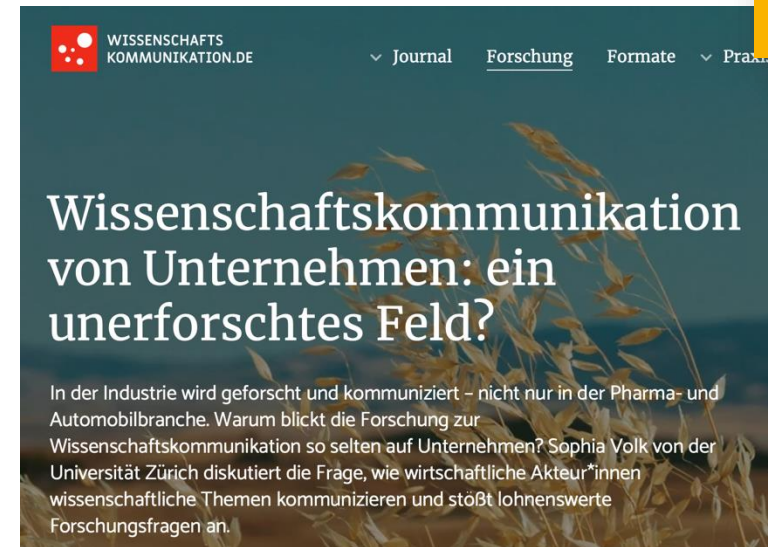 WISSENSCHAFTS
KOMMUNIKATION.DE
Journal Forschung Formate Praxis
Wissenschaftskommunikation
von Unternehmen: ein
unerforschtes Feld?
In der Industrie wird geforscht und kommuniziert – nicht nur in der Pharma- und
Automobilbranche. Warum blickt die Forschung zur
Wissenschaftskommunikation so selten auf Unternehmen? Sophia Volk von der
Universität Zürich diskutiert die Frage, wie wirtschaftliche Akteur*innen
wissenschaftliche Themen kommunizieren und stößt lohnenswerte
Forschungsfragen an.